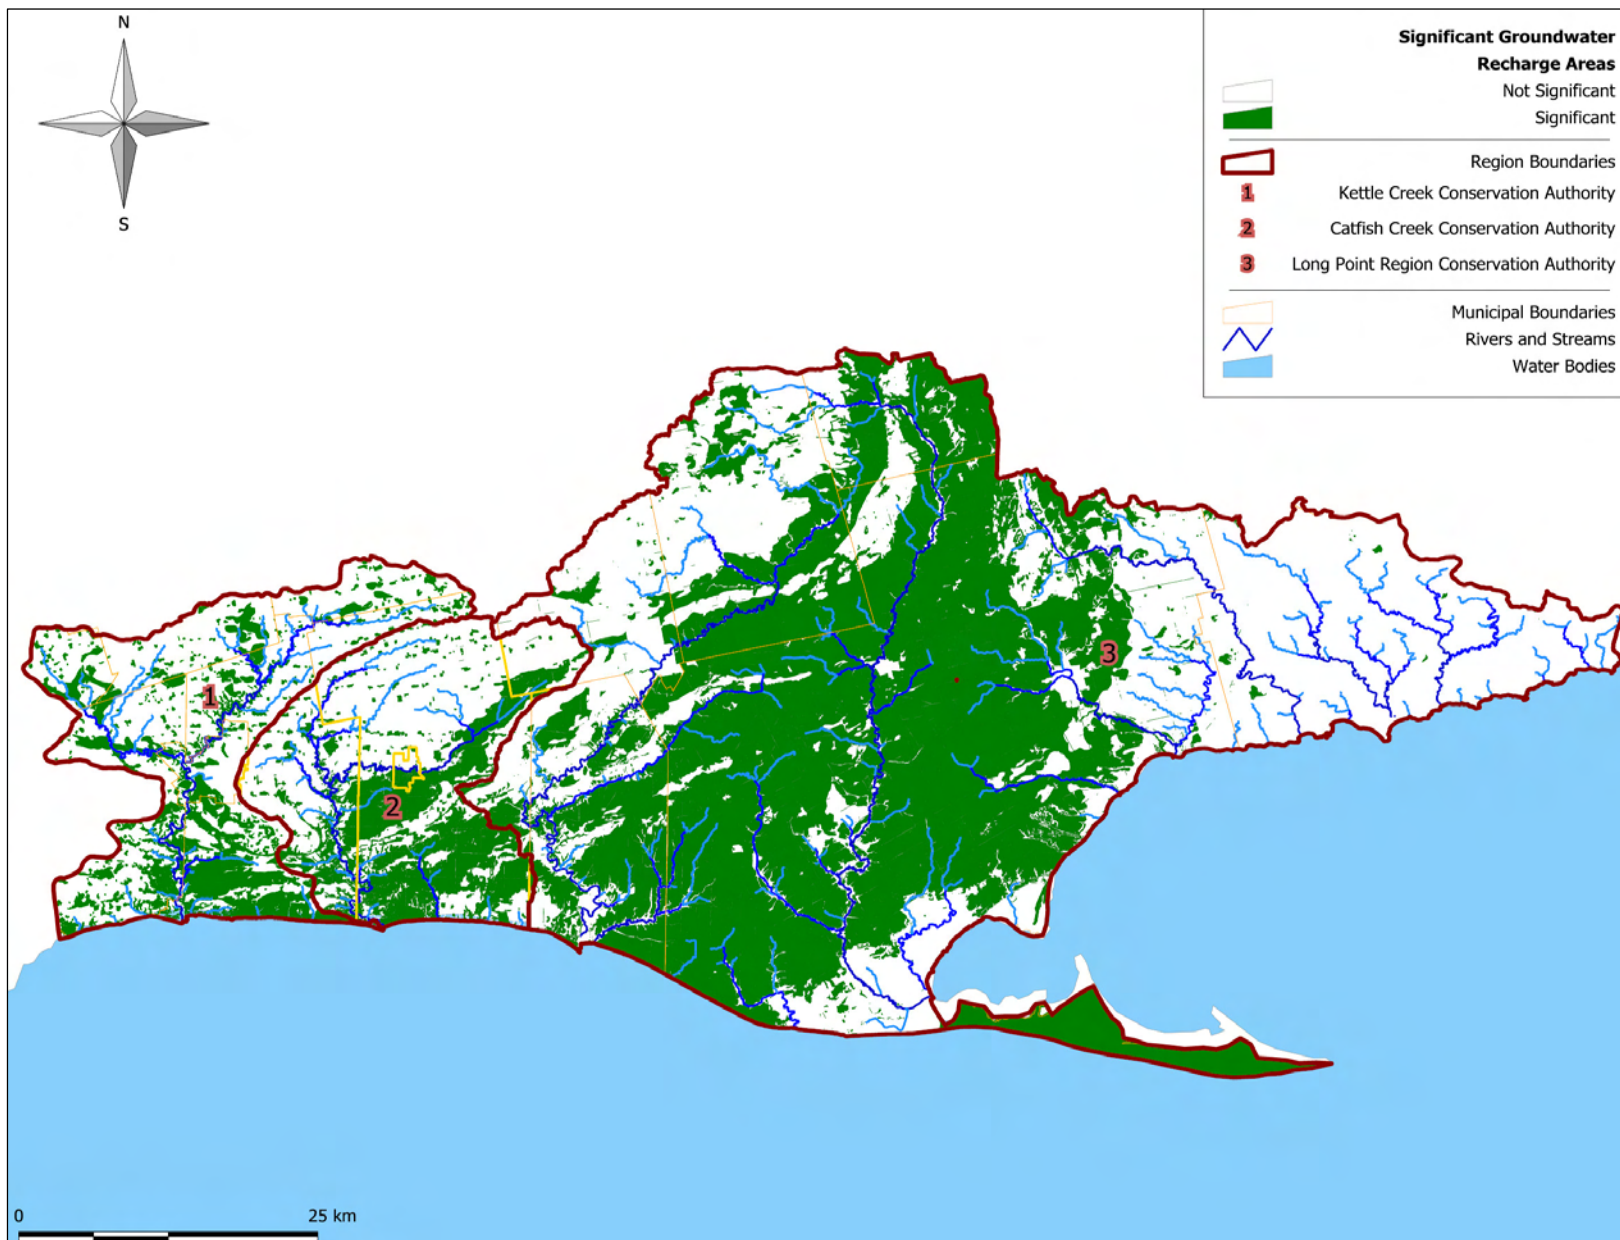 N
S
Significant Groundwater
Recharge Areas
Not Significant
Significant
Region Boundaries
1 Kettle Creek Conservation Authority
2 Catfish Creek Conservation Authority
3 Long Point Region Conservation Authority
Municipal Boundaries
Rivers and Streams
Water Bodies
3
1
2
0 25 km